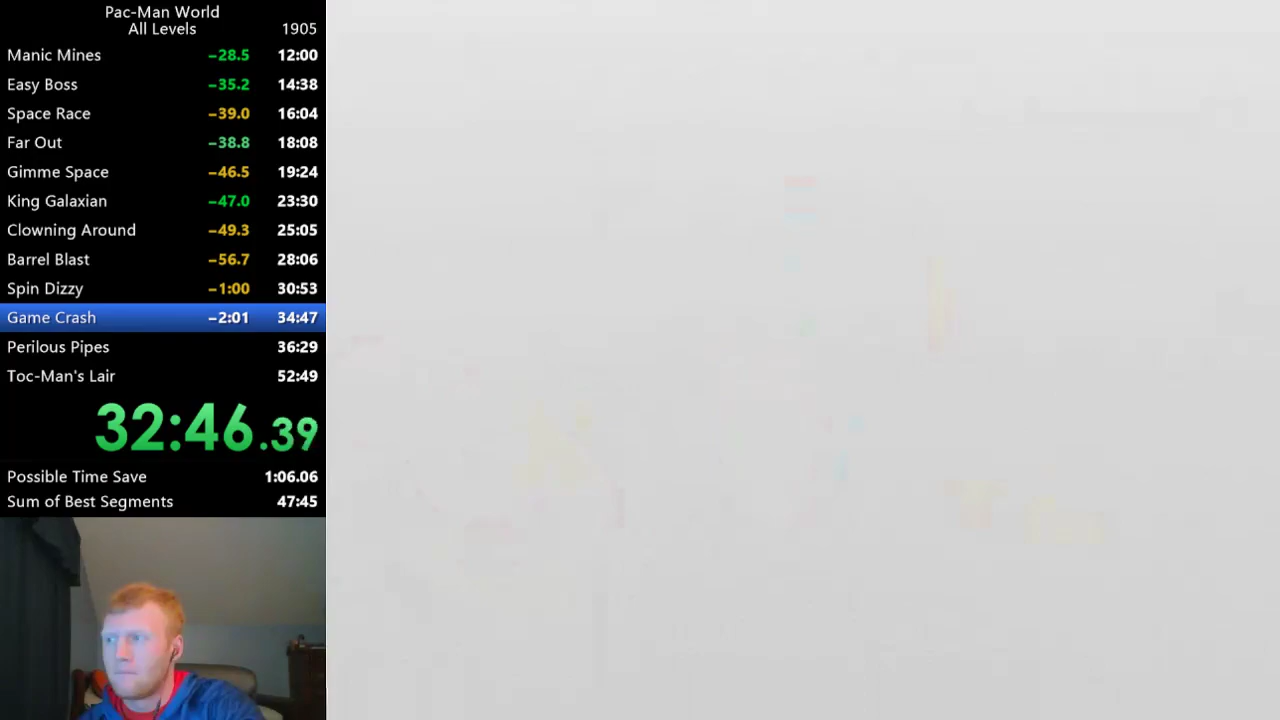 Pac-Man World
All Levels 1905
Manic Mines -28.5 12:00
Easy Boss -35.2 14:38
Space Race -39.0 16:04
Far Out -38.8 18:08
Gimme Space -46.5 19:24
King Galaxian -47.0 23:30
Clowning Around -49.3 25:05
Barrel Blast -56.7 28:06
Spin Dizzy -1:00 30:53
Game Crash -2:01 34:47
Perilous Pipes 36:29
Toc-Man's Lair 52:49
32:46.39
Possible Time Save 1:06.06
Sum of Best Segments 47:45